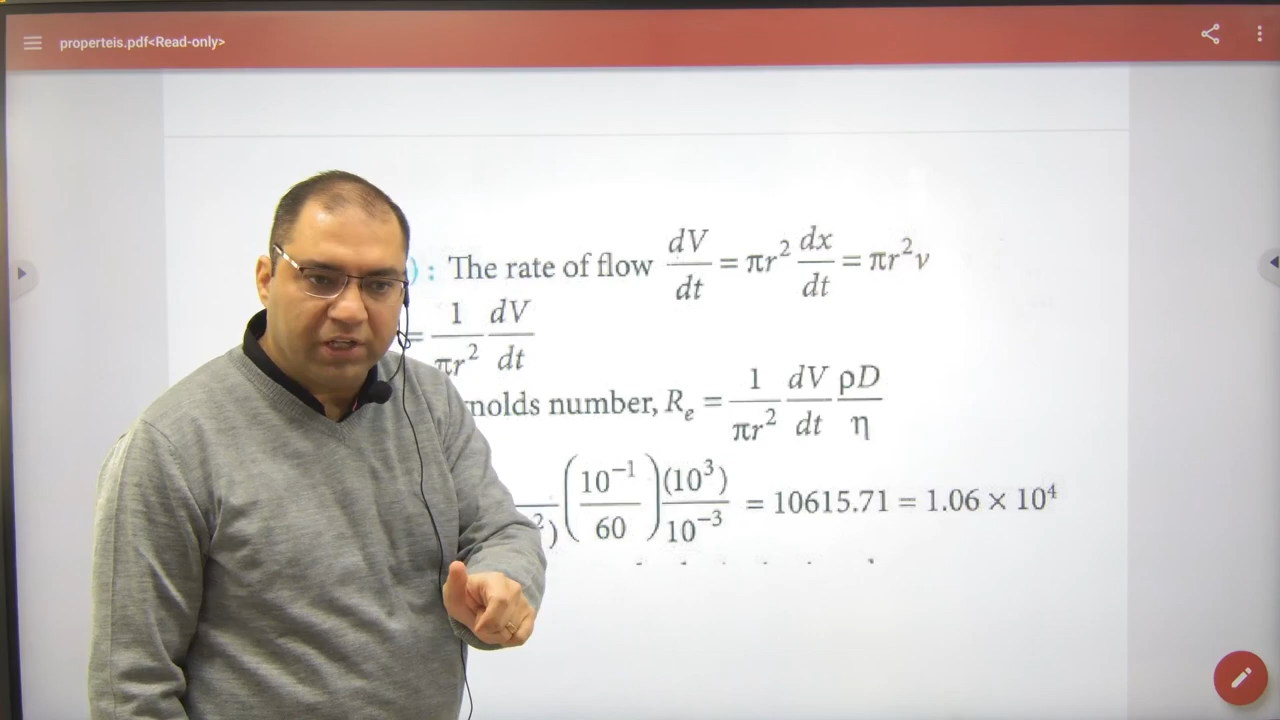 properteis.pdf<Read-only>
) : The rate of flow dV/dt = πr² dx/dt = πr²v
= 1/πr² dV/dt
nolds number, Rₑ = 1/πr² dV/dt ρD/η
²) (10⁻¹/60) (10³)/10⁻³ = 10615.71 = 1.06 × 10⁴